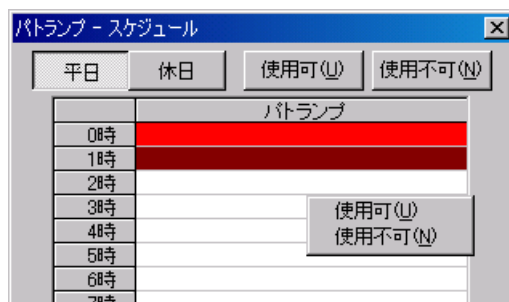 パトランプ - スケジュール
平日 休日 使用可(U) 使用不可(N)
パトランプ
0時
1時
2時
3時
4時
5時
6時
7時
使用可(U)
使用不可(N)